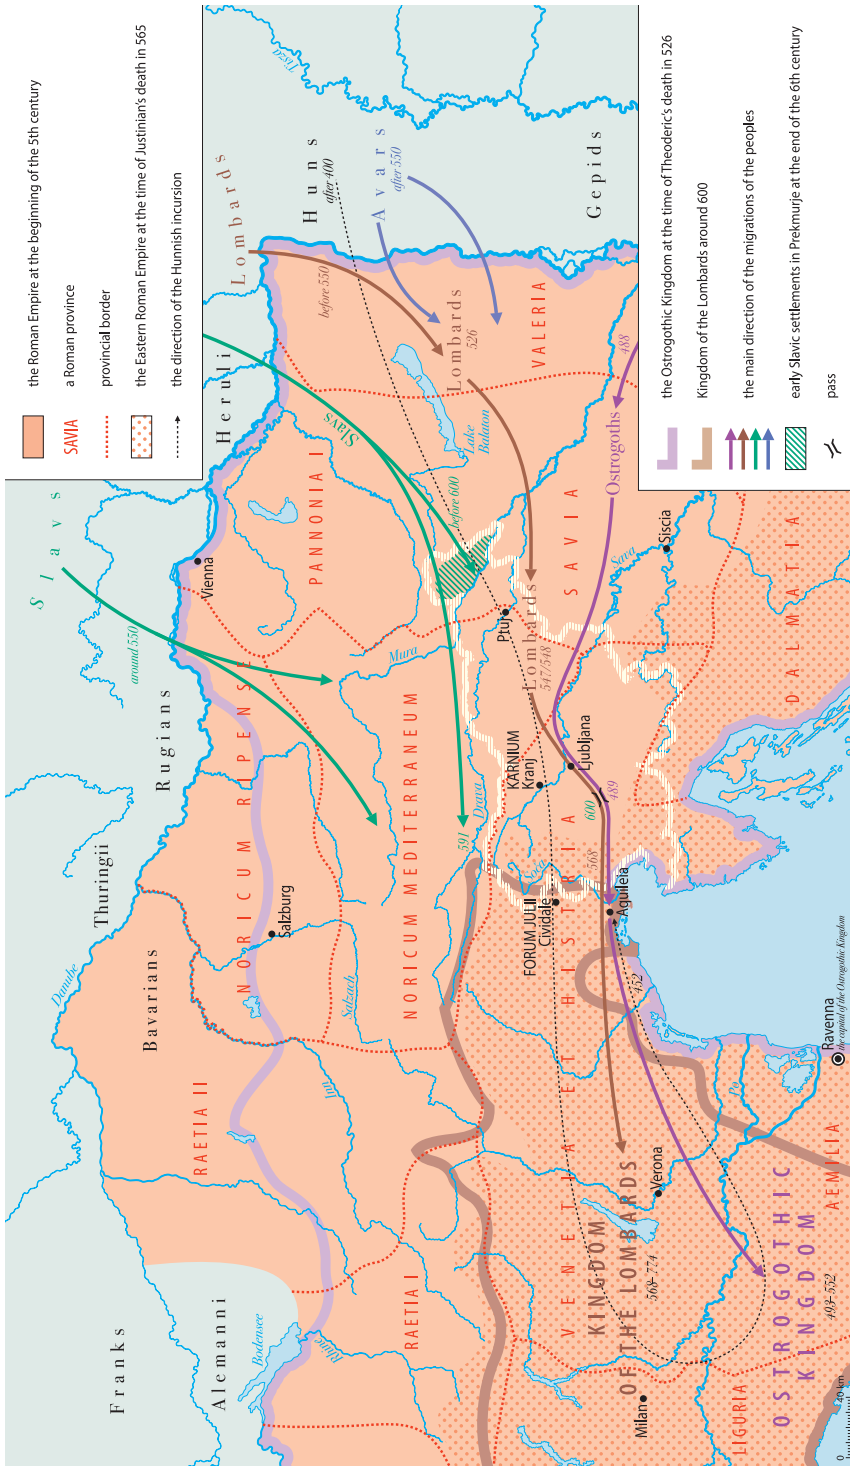 the Roman Empire at the beginning of the 5th century
SAVIA
a Roman province
provincial border
the Eastern Roman Empire at the time of Justinian's death in 565
the direction of the Hunnish incursion
Franks
Alemanni
Bodensee
Rhine
RAETIA I
RAETIA II
Inn
Bavarians
Danube
Thuringii
Rugians
Salzburg
Salzach
NORICUM RIPENSE
NORICUM MEDITERRANEUM
Slavs
around 550
Vienna
Heruli
PANNONIA I
Slavs
before 600
Lake
Balaton
Mura
Drava
591
Lombards
before 550
Huns
after 400
Avars
after 550
Tisza
Gepids
Lombards
526
VALERIA
488
Ostrogoths
SAVIA
Sava
Siscia
Ptuj
Lombards
547/548
KARNIUM
Kranj
Ljubljana
600
489
568
Soča
FORUM IULII
Cividale
Aquileia
452
VENETIA ET HISTRIA
DALMATIA
KINGDOM
OF THE LOMBARDS
568–774
Verona
Milan
Po
LIGURIA
AEMILIA
OSTROGOTHIC
KINGDOM
493–552
Ravenna
the capital of the Ostrogothic Kingdom
0
40 km
the Ostrogothic Kingdom at the time of Theoderic's death in 526
Kingdom of the Lombards around 600
the main direction of the migrations of the peoples
early Slavic settlements in Prekmurje at the end of the 6th century
pass